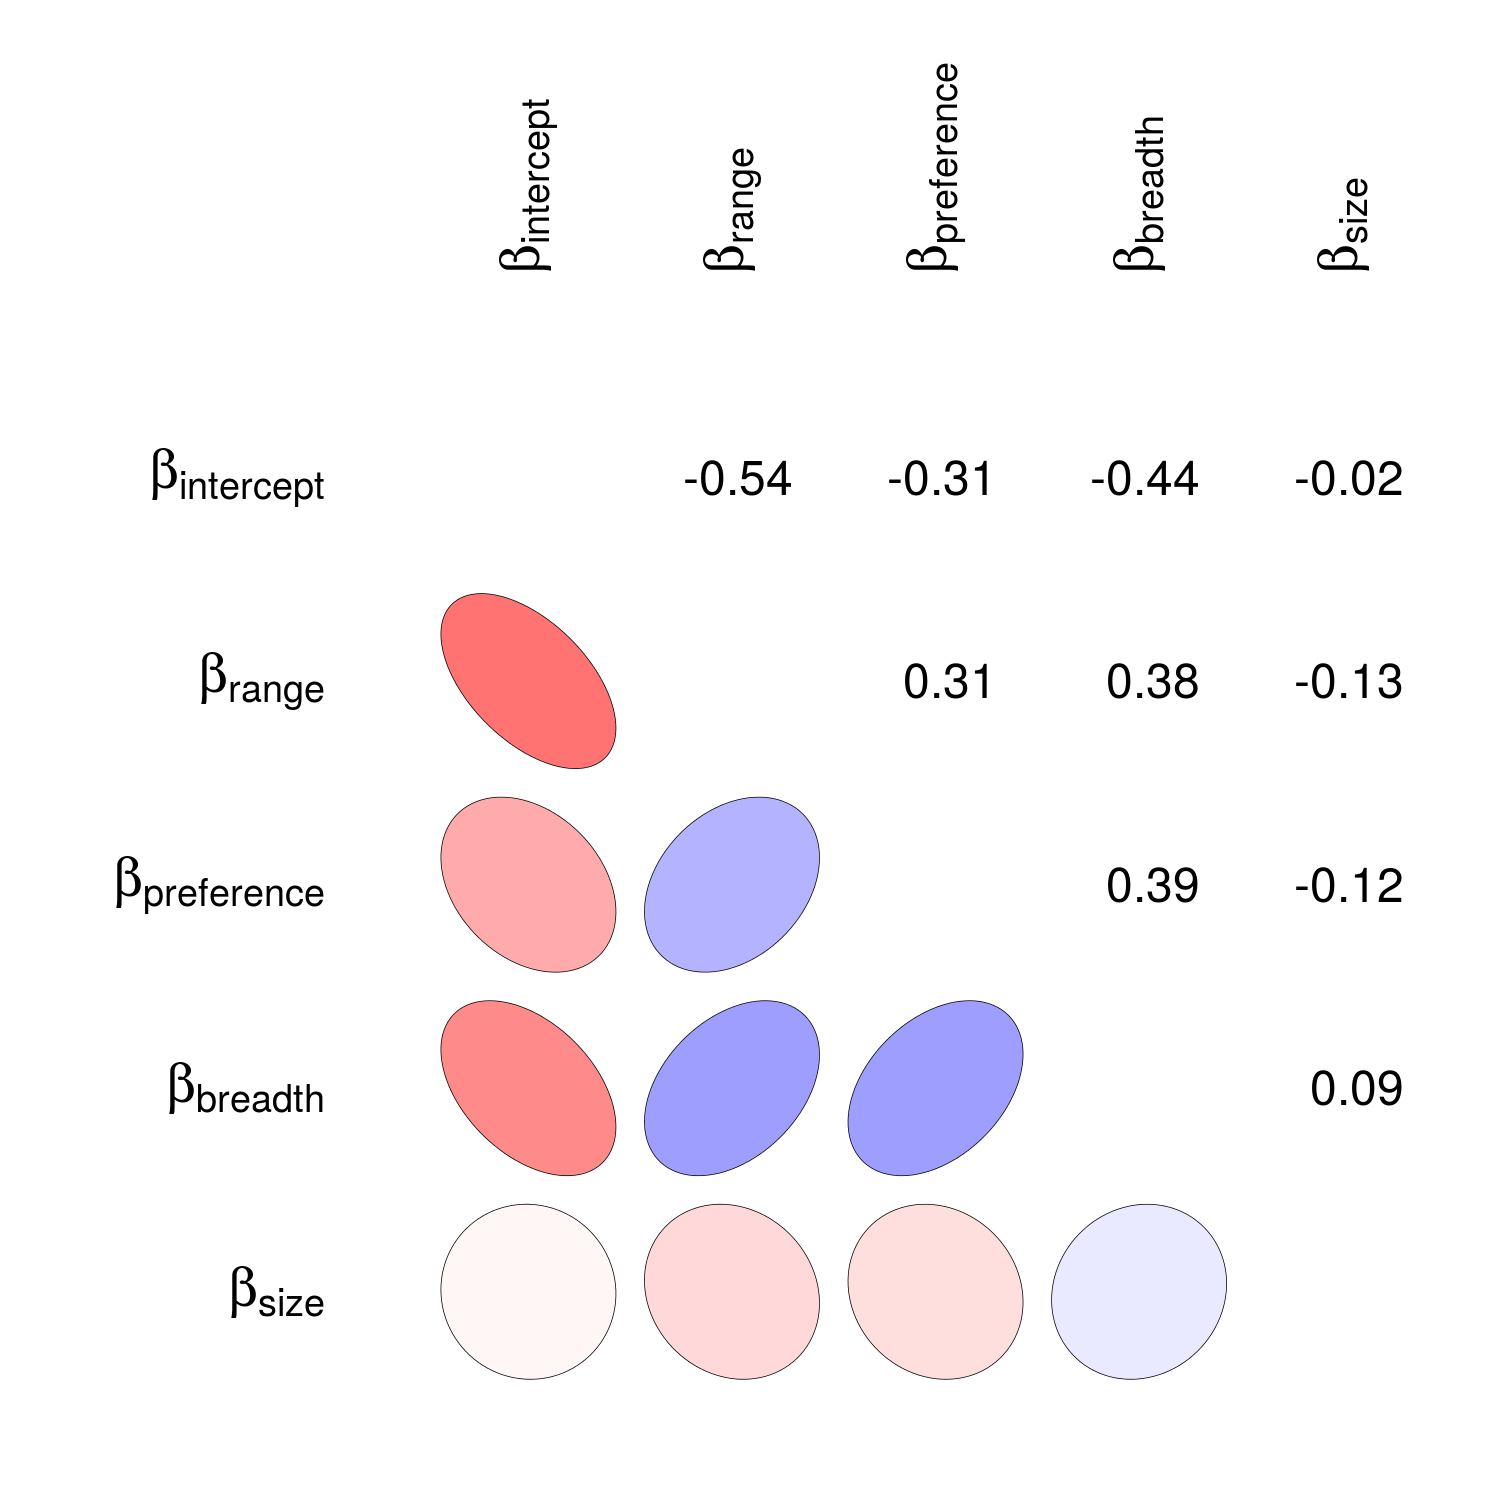 βintercept βrange βpreference βbreadth βsize
βintercept -0.54 -0.31 -0.44 -0.02
βrange 0.31 0.38 -0.13
βpreference 0.39 -0.12
βbreadth 0.09
βsize